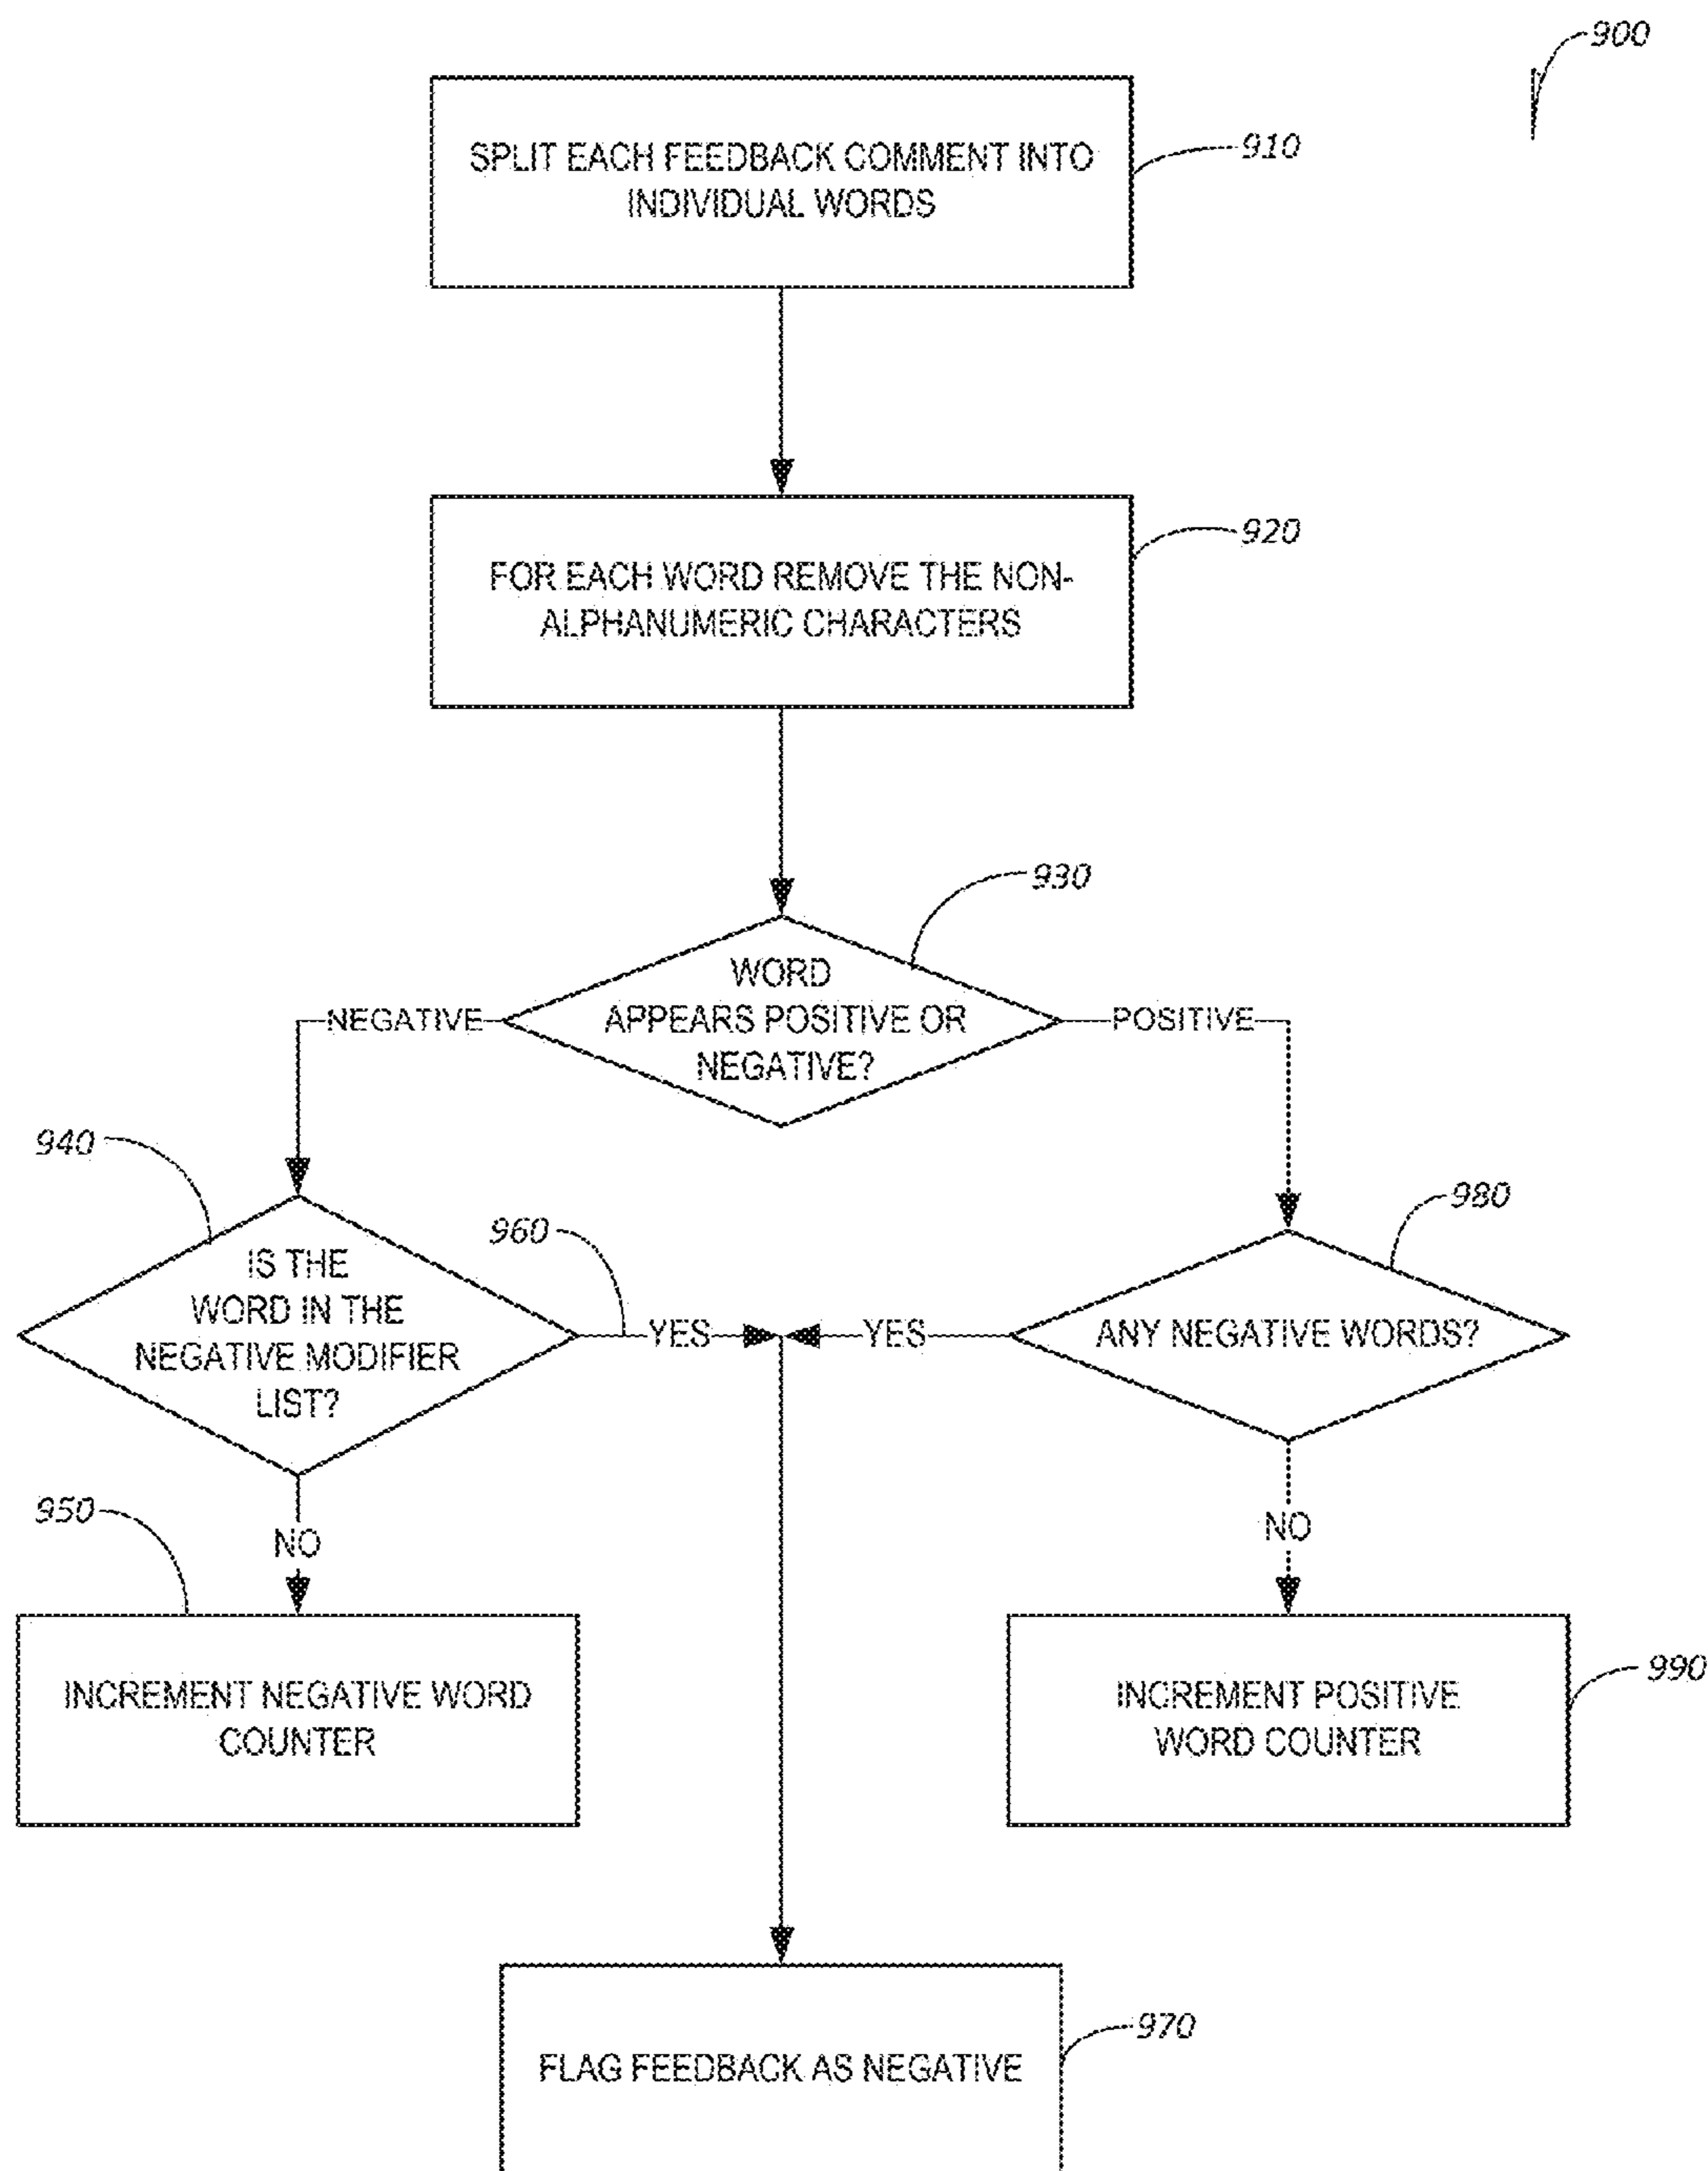 900
SPLIT EACH FEEDBACK COMMENT INTO
INDIVIDUAL WORDS
910
FOR EACH WORD REMOVE THE NON-
ALPHANUMERIC CHARACTERS
920
930
WORD
APPEARS POSITIVE OR
NEGATIVE?
NEGATIVE
POSITIVE
940
IS THE
WORD IN THE
NEGATIVE MODIFIER
LIST?
960
YES
YES
980
ANY NEGATIVE WORDS?
950
NO
NO
INCREMENT NEGATIVE WORD
COUNTER
INCREMENT POSITIVE
WORD COUNTER
990
FLAG FEEDBACK AS NEGATIVE
970